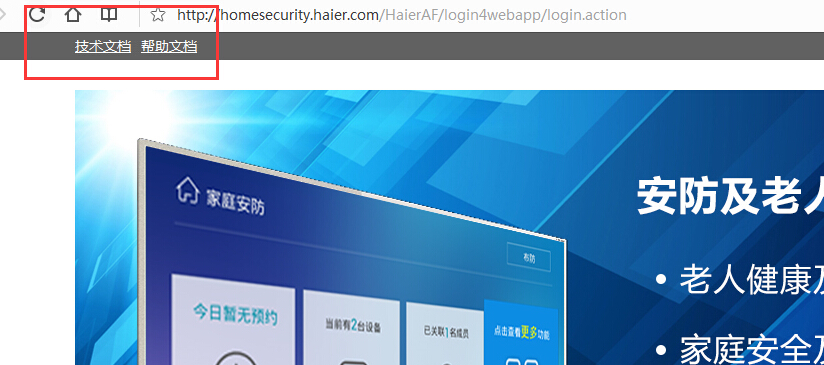 http://homesecurity.haier.com/HaierAF/login4webapp/login.action
技术文档 帮助文档
安防及老人
家庭安防
布防
老人健康及
今日暂无预约
当前有2台设备
已关联1名成员
点击查看更多功能
家庭安全及